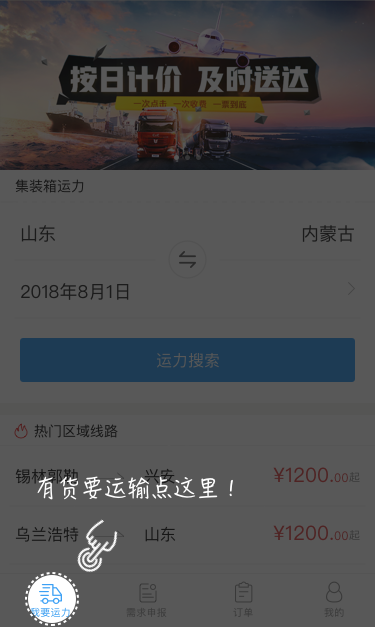 按日计价 及时送达
一次点击 一次收费 一票到底
集装箱运力
山东 内蒙古
2018年8月1日
运力搜索
热门区域线路
锡林郭勒 兴安 ¥1200.00起
有货要运输点这里！
乌兰浩特 山东 ¥1200.00起
我要运力 需求申报 订单 我的